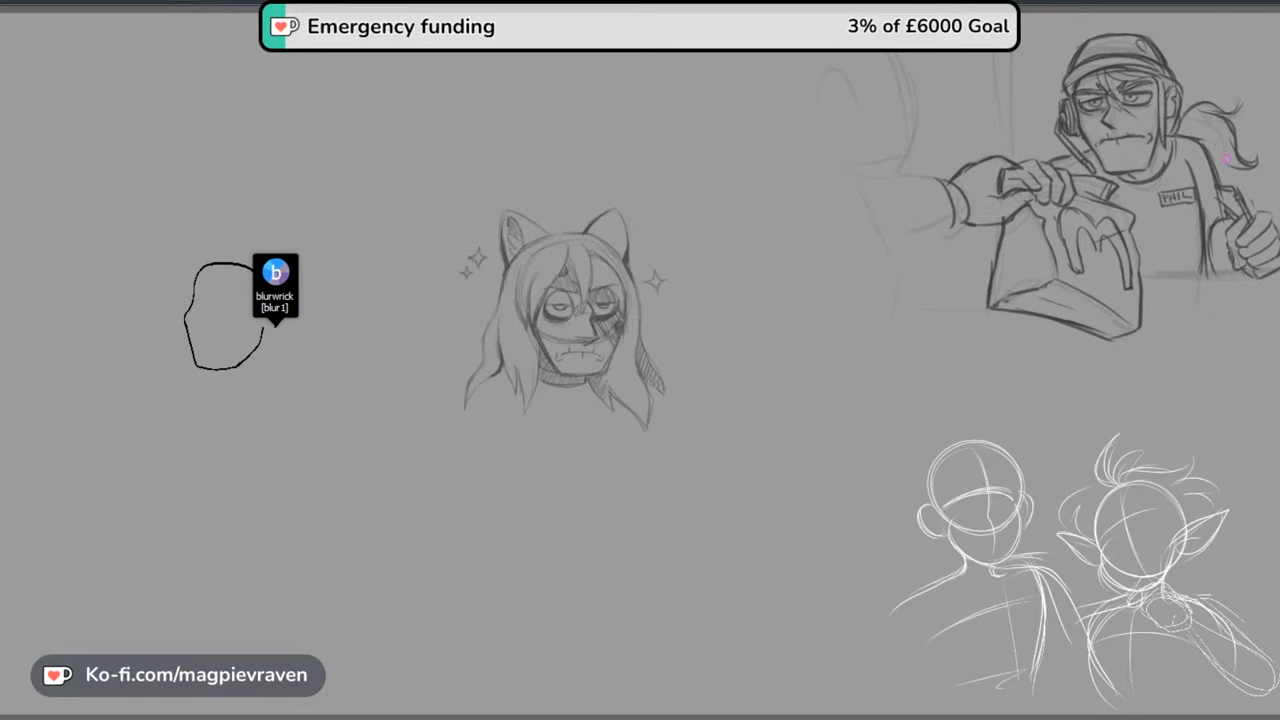 Emergency funding
3% of £6000 Goal
PHIL
b
blurwrick
[blur1]
Ko-fi.com/magpievraven